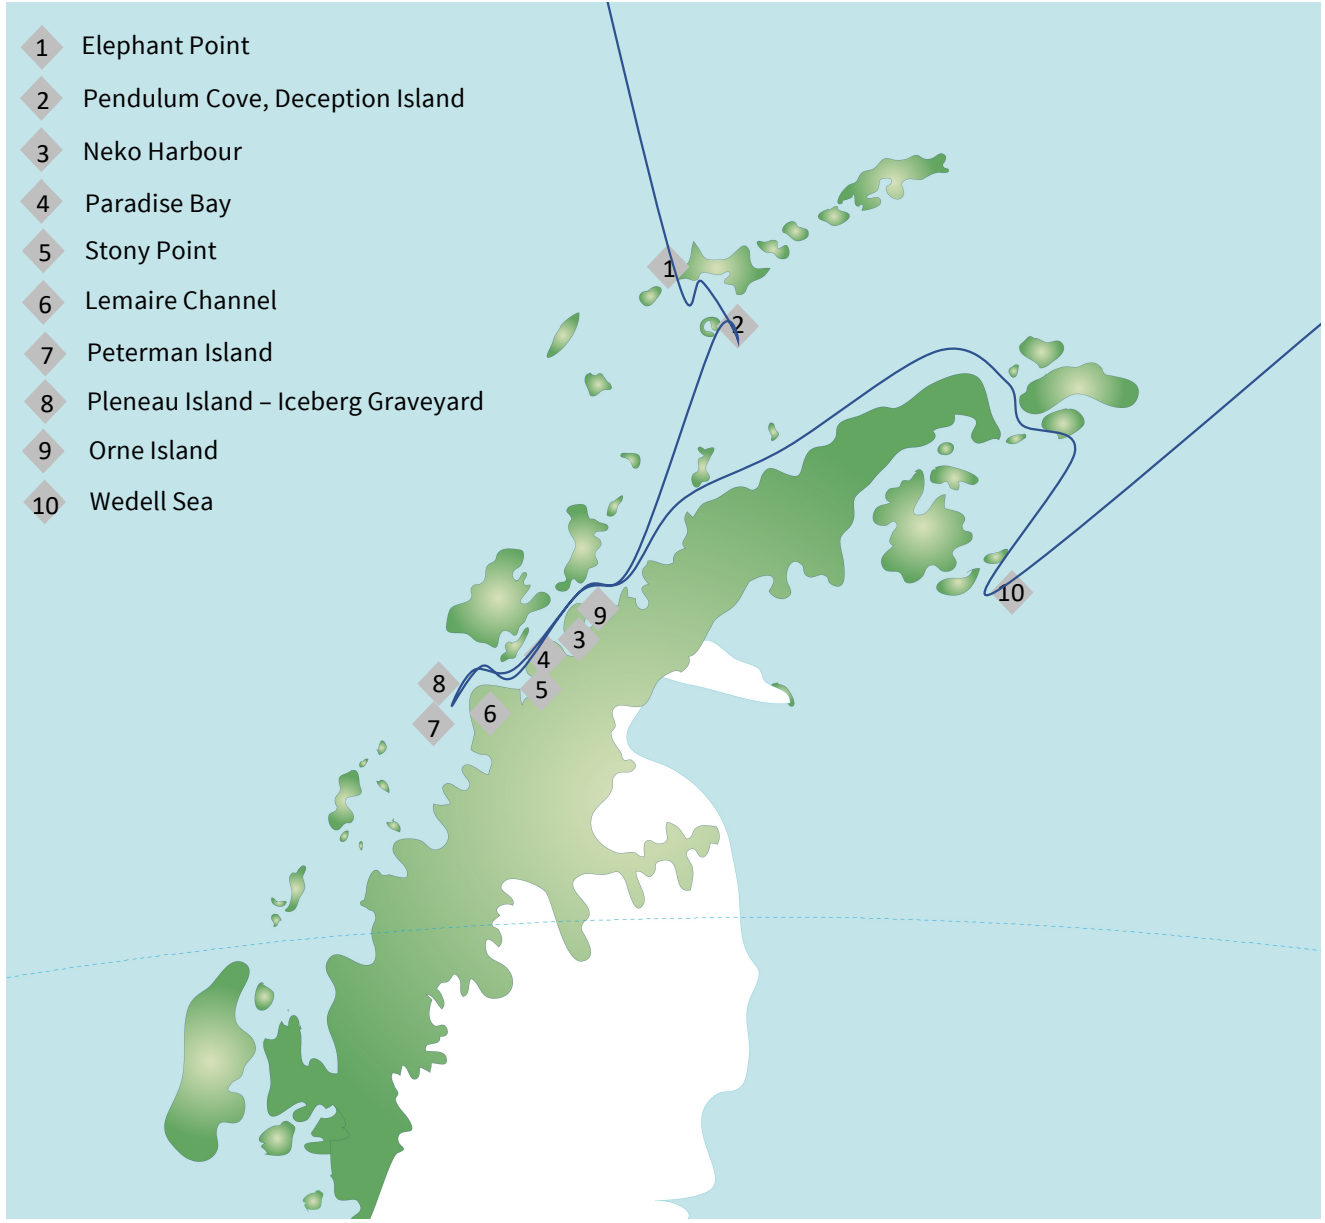 1 Elephant Point
2 Pendulum Cove, Deception Island
3 Neko Harbour
4 Paradise Bay
5 Stony Point
6 Lemaire Channel
7 Peterman Island
8 Pleneau Island – Iceberg Graveyard
9 Orne Island
10 Wedell Sea
1
2
10
9
3
4
8
5
6
7